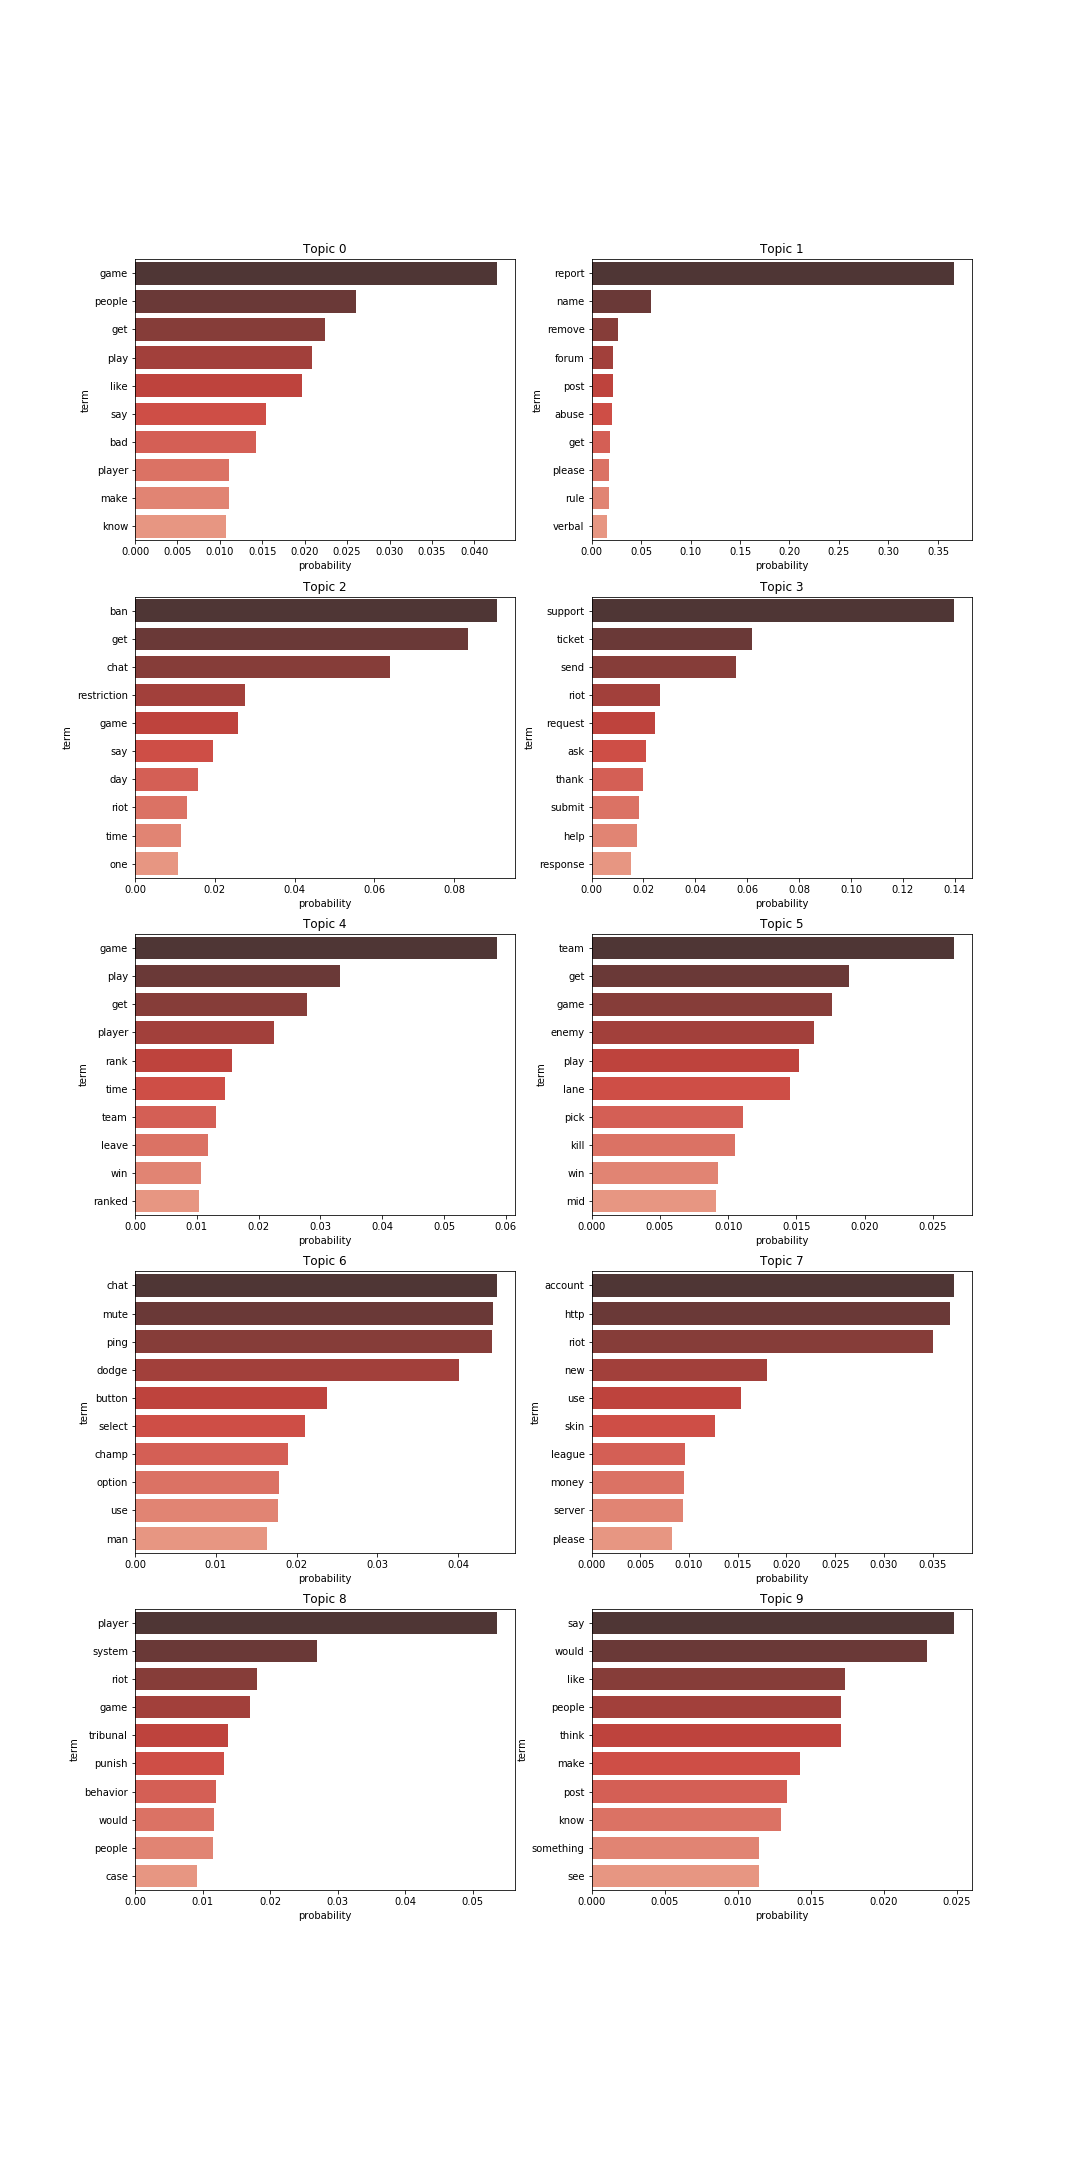 Topic 0
game
people
get
play
like
say
bad
player
make
know
term
0.000 0.005 0.010 0.015 0.020 0.025 0.030 0.035 0.040
probability
Topic 1
report
name
remove
forum
post
abuse
get
please
rule
verbal
term
0.00 0.05 0.10 0.15 0.20 0.25 0.30 0.35
probability
Topic 2
ban
get
chat
restriction
game
say
day
riot
time
one
term
0.00 0.02 0.04 0.06 0.08
probability
Topic 3
support
ticket
send
riot
request
ask
thank
submit
help
response
term
0.00 0.02 0.04 0.06 0.08 0.10 0.12 0.14
probability
Topic 4
game
play
get
player
rank
time
team
leave
win
ranked
term
0.00 0.01 0.02 0.03 0.04 0.05 0.06
probability
Topic 5
team
get
game
enemy
play
lane
pick
kill
win
mid
term
0.000 0.005 0.010 0.015 0.020 0.025
probability
Topic 6
chat
mute
ping
dodge
button
select
champ
option
use
man
term
0.00 0.01 0.02 0.03 0.04
probability
Topic 7
account
http
riot
new
use
skin
league
money
server
please
term
0.000 0.005 0.010 0.015 0.020 0.025 0.030 0.035
probability
Topic 8
player
system
riot
game
tribunal
punish
behavior
would
people
case
term
0.00 0.01 0.02 0.03 0.04 0.05
probability
Topic 9
say
would
like
people
think
make
post
know
something
see
term
0.000 0.005 0.010 0.015 0.020 0.025
probability